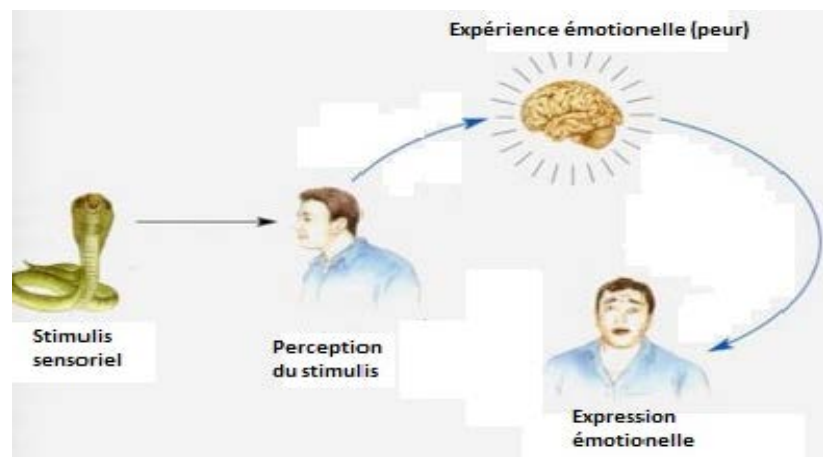 Expérience émotionelle (peur)
Stimulis
sensoriel
Perception
du stimulis
Expression
émotionelle